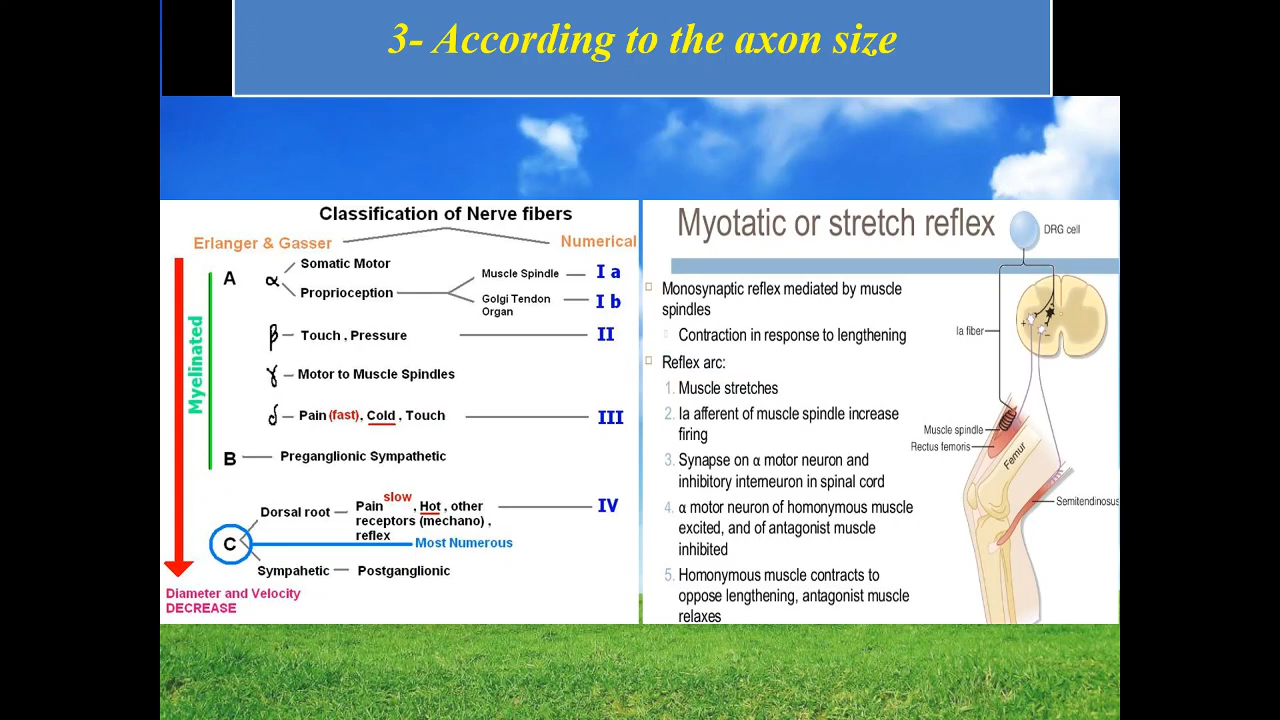 3- According to the axon size
Classification of Nerve fibers
Erlanger & Gasser
Numerical
Myelinated
A
α
Somatic Motor
Proprioception
Muscle Spindle
I a
Golgi Tendon
Organ
I b
β
Touch , Pressure
II
γ
Motor to Muscle Spindles
δ
Pain (fast), Cold , Touch
III
B
Preganglionic Sympathetic
C
Dorsal root
slow
Pain , Hot , other
receptors (mechano) ,
reflex
IV
Most Numerous
Sympahetic
Postganglionic
Diameter and Velocity
DECREASE
Myotatic or stretch reflex
Monosynaptic reflex mediated by muscle
spindles
Contraction in response to lengthening
Reflex arc:
1. Muscle stretches
2. Ia afferent of muscle spindle increase
firing
3. Synapse on α motor neuron and
inhibitory interneuron in spinal cord
4. α motor neuron of homonymous muscle
excited, and of antagonist muscle
inhibited
5. Homonymous muscle contracts to
oppose lengthening, antagonist muscle
relaxes
DRG cell
Ia fiber
+
−
Muscle spindle
Rectus femoris
Femur
Semitendinosus